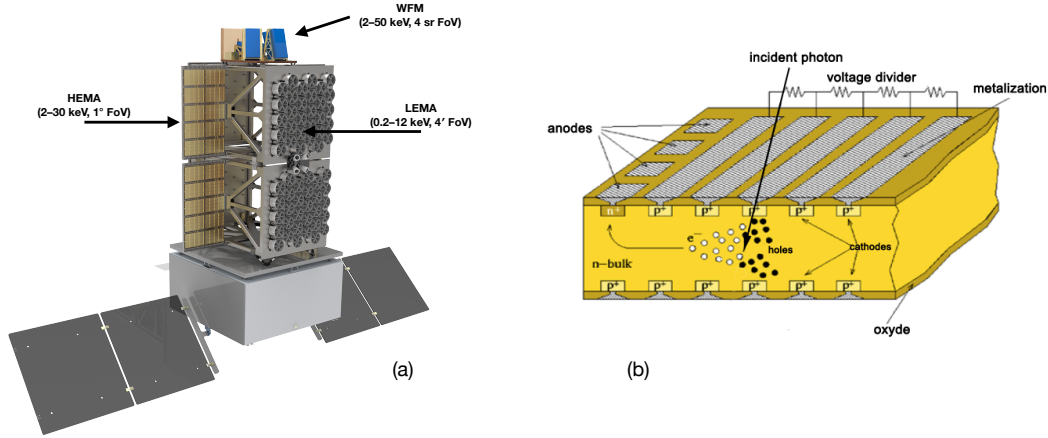 WFM
(2–50 keV, 4 sr FoV)
HEMA
(2–30 keV, 1° FoV)
LEMA
(0.2–12 keV, 4′ FoV)
(a)
incident photon
voltage divider
metalization
anodes
n⁺ p⁺ p⁺ p⁺ p⁺ p⁺
e⁻
holes
cathodes
n–bulk
p⁺ p⁺ p⁺ p⁺ p⁺ p⁺
oxyde
(b)